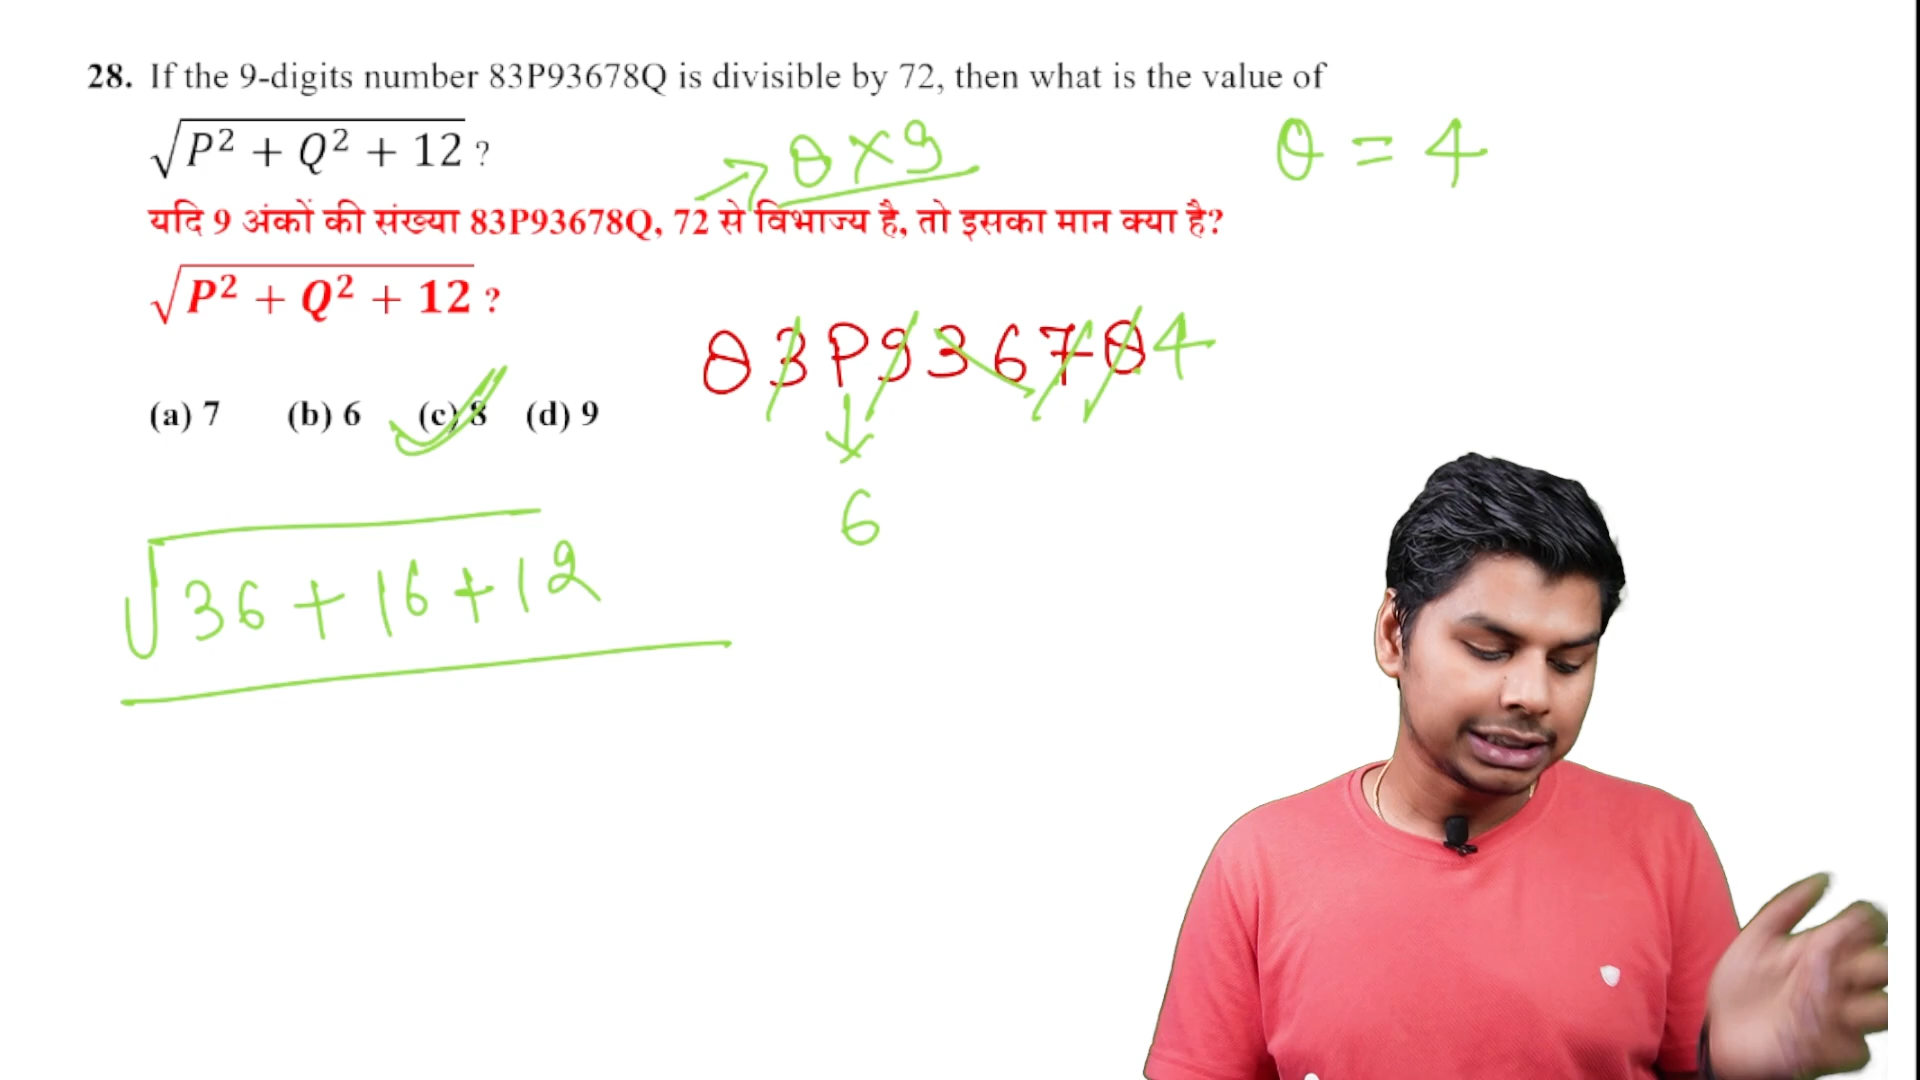 28. If the 9-digits number 83P93678Q is divisible by 72, then what is the value of
√P² + Q² + 12 ?
8 × 9
Q = 4
यदि 9 अंकों की संख्या 83P93678Q, 72 से विभाज्य है, तो इसका मान क्या है?
√P² + Q² + 12 ?
83P936784
(a) 7 (b) 6 (c) 8 (d) 9
6
√36 + 16 + 12